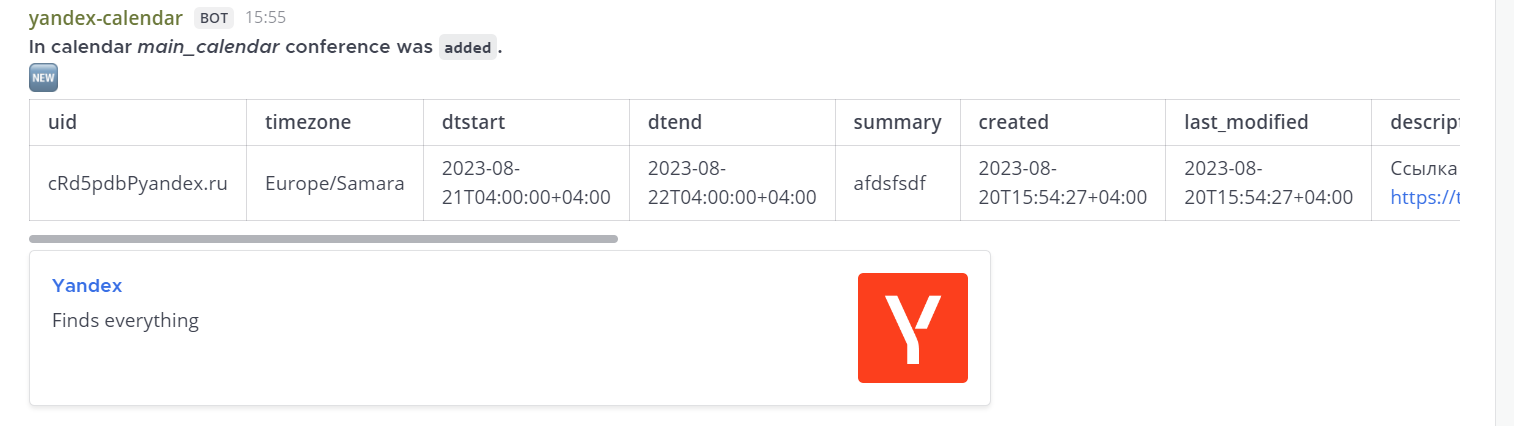 yandex-calendar BOT 15:55
In calendar main_calendar conference was added.
NEW
uid timezone dtstart dtend summary created last_modified descript
2023-08- 2023-08- 2023-08- 2023-08- Ссылка
cRd5pdbPyandex.ru Europe/Samara afdsfsdf
21T04:00:00+04:00 22T04:00:00+04:00 20T15:54:27+04:00 20T15:54:27+04:00 https://t
Yandex
Finds everything